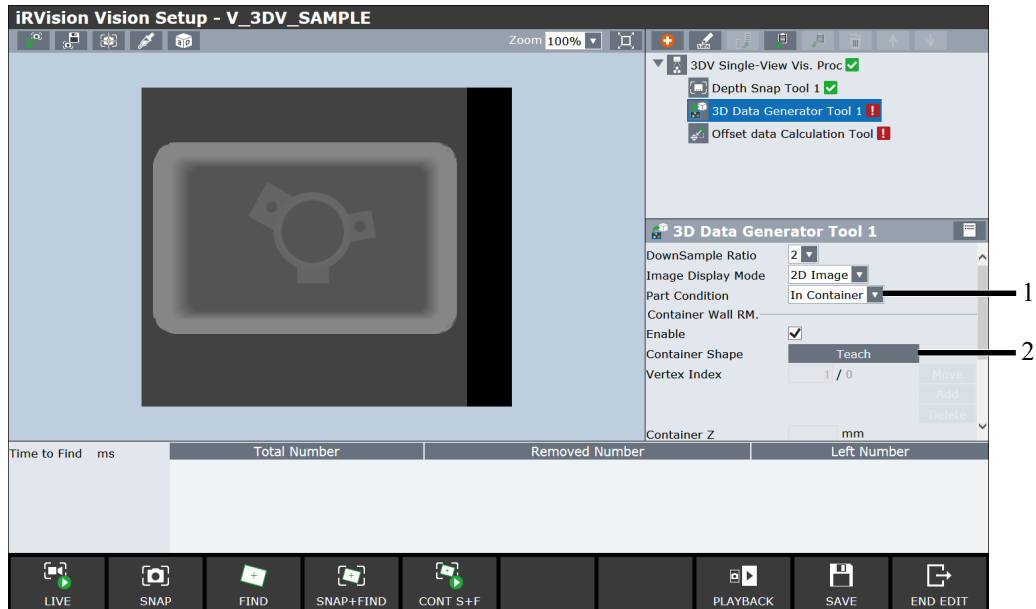 iRVision Vision Setup - V_3DV_SAMPLE
Zoom 100%
3DV Single-View Vis. Proc
Depth Snap Tool 1
3D Data Generator Tool 1
Offset data Calculation Tool
3D Data Generator Tool 1
DownSample Ratio 2
Image Display Mode 2D Image
Part Condition In Container 1
Container Wall RM.
Enable
Container Shape Teach 2
Vertex Index 1 / 0 Move
Add
Delete
Container Z mm
Time to Find ms Total Number Removed Number Left Number
LIVE SNAP FIND SNAP+FIND CONT S+F PLAYBACK SAVE END EDIT